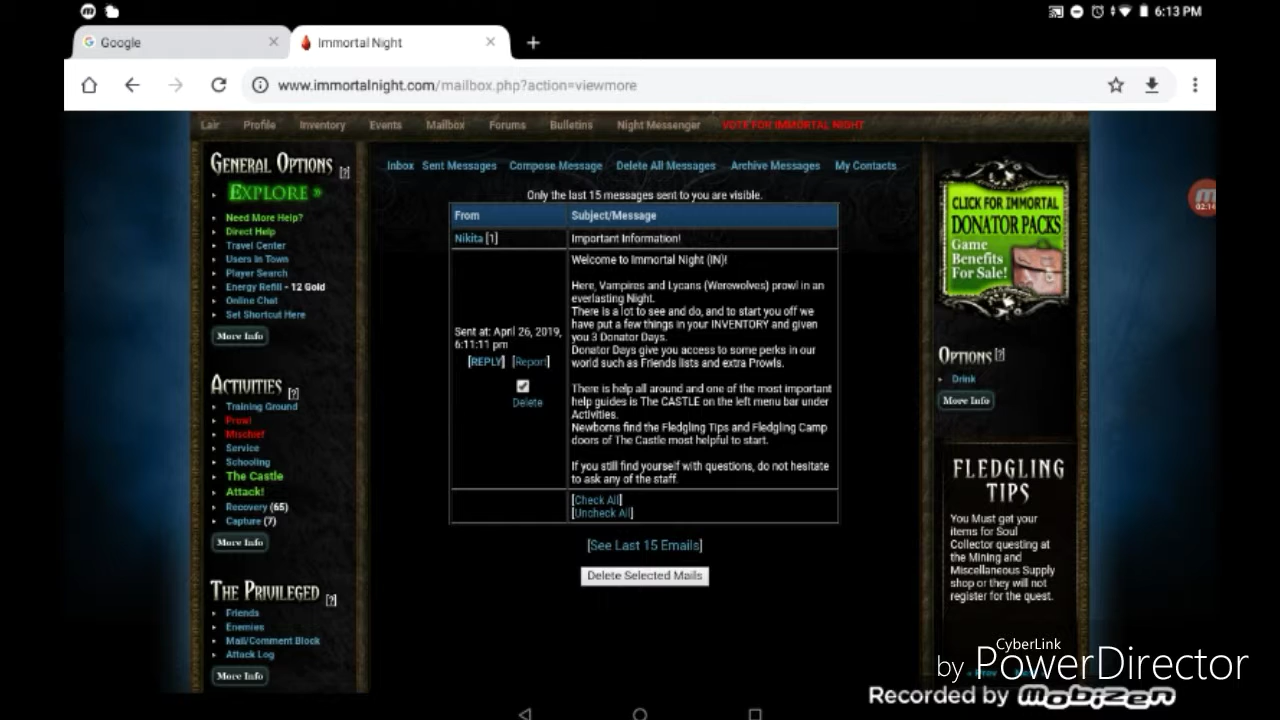 6:13 PM
Google
Immortal Night
www.immortalnight.com/mailbox.php?action=viewmore
Lair Profile Inventory Events Mailbox Forums Bulletins Night Messenger VOTE FOR IMMORTAL NIGHT
GENERAL OPTIONS [?]
EXPLORE »
Need More Help?
Direct Help
Travel Center
Users In Town
Player Search
Energy Refill - 12 Gold
Online Chat
Set Shortcut Here
More Info
ACTIVITIES [?]
Training Ground
Prowl
Mischief
Service
Schooling
The Castle
Attack!
Recovery (65)
Capture (7)
More Info
THE PRIVILEGED [?]
Friends
Enemies
Mail/Comment Block
Attack Log
More Info
Inbox Sent Messages Compose Message Delete All Messages Archive Messages My Contacts
Only the last 15 messages sent to you are visible.
From Subject/Message
Nikita [1] Important Information!
Sent at: April 26, 2019,
6:11:11 pm
[REPLY] [Report]
Delete
Welcome to Immortal Night (IN)!
Here, Vampires and Lycans (Werewolves) prowl in an
everlasting Night.
There is a lot to see and do, and to start you off we
have put a few things in your INVENTORY and given
you 3 Donator Days.
Donator Days give you access to some perks in our
world such as Friends lists and extra Prowls.
There is help all around and one of the most important
help guides is The CASTLE on the left menu bar under
Activities.
Newborns find the Fledgling Tips and Fledgling Camp
doors of The Castle most helpful to start.
If you still find yourself with questions, do not hesitate
to ask any of the staff.
[Check All]
[Uncheck All]
[See Last 15 Emails]
Delete Selected Mails
CLICK FOR IMMORTAL
DONATOR PACKS
Game
Benefits
For Sale!
02:14
OPTIONS [?]
Drink
More Info
FLEDGLING
TIPS
You Must get your
items for Soul
Collector questing at
the Mining and
Miscellaneous Supply
shop or they will not
register for the quest.
CyberLink
by PowerDirector
Recorded by mobizen